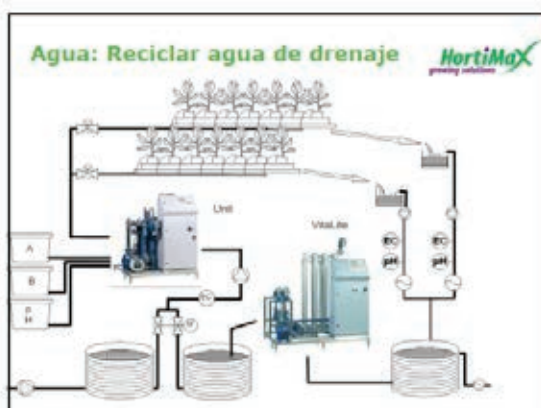 Agua: Reciclar agua de drenaje
HortiMaX
growing solutions
Unit
VitaLite
A
B
p
H
EC
EC
pH
pH